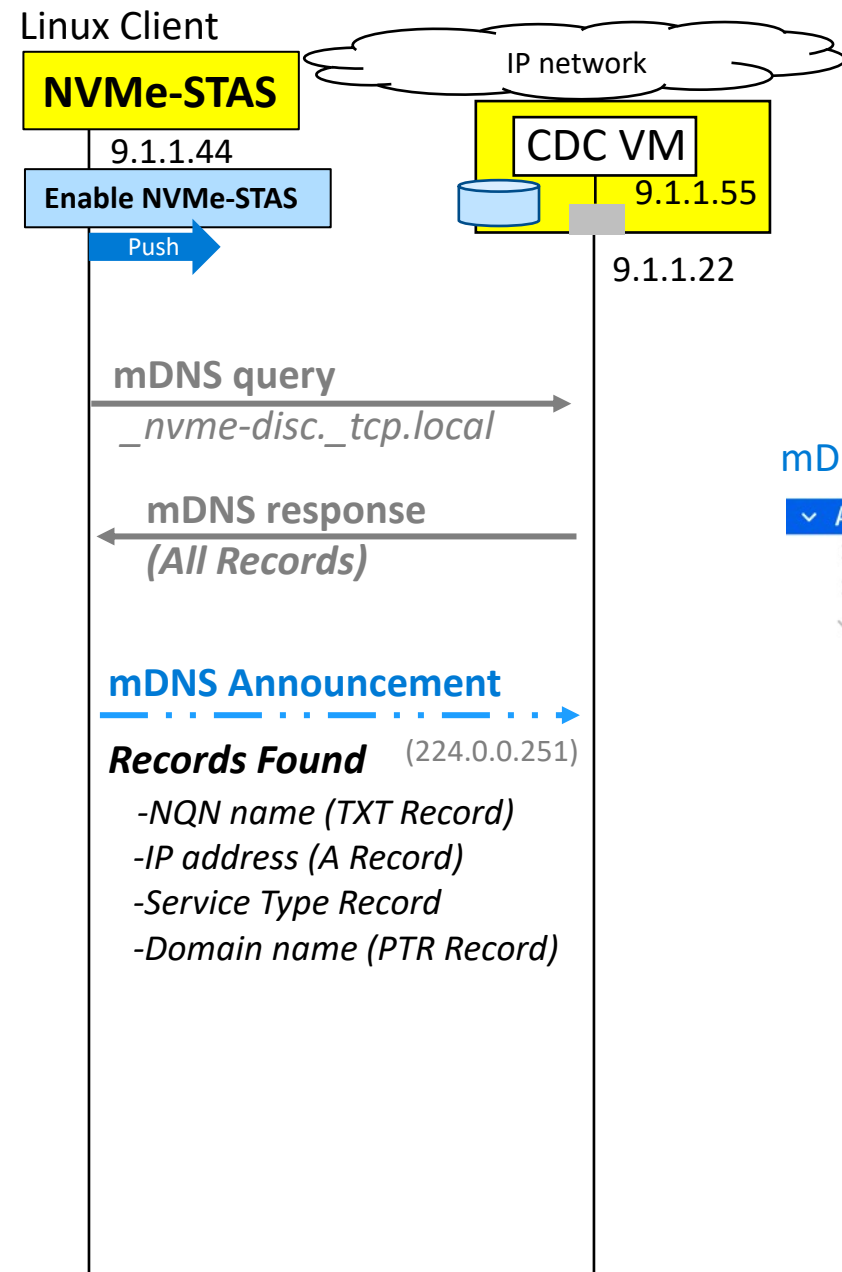 Linux Client
IP network
NVMe-STAS
CDC VM
9.1.1.44
9.1.1.55
Enable NVMe-STAS
Push
9.1.1.22
mDNS query
_nvme-disc._tcp.local
mDNS response
(All Records)
mDNS Announcement
Records Found
(224.0.0.251)
-NQN name (TXT Record)
-IP address (A Record)
-Service Type Record
-Domain name (PTR Record)